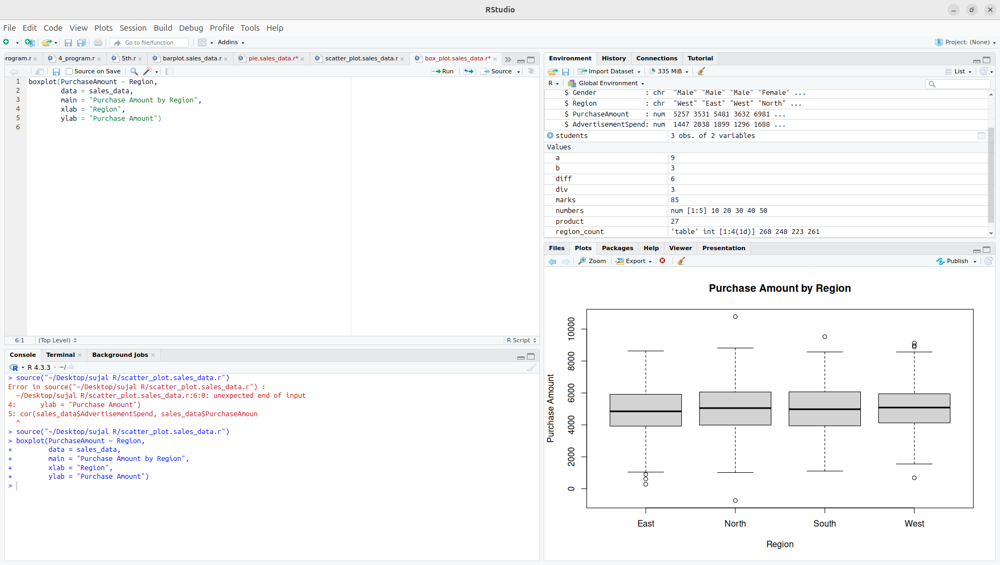 RStudio
File Edit Code View Plots Session Build Debug Profile Tools Help
Go to file/function
Addins
Project: (None)
rogram.r
4_program.r
5th.r
barplot.sales_data.r
pie.sales_data.r*
scatter_plot.sales_data.r
box_plot.sales_data.r*
Source on Save
Run
Source
1 boxplot(PurchaseAmount ~ Region,
2 data = sales_data,
3 main = "Purchase Amount by Region",
4 xlab = "Region",
5 ylab = "Purchase Amount")
6
6:1 (Top Level) R Script
Console Terminal Background Jobs
R 4.3.3 · ~/
> source("~/Desktop/sujal R/scatter_plot.sales_data.r")
Error in source("~/Desktop/sujal R/scatter_plot.sales_data.r") :
~/Desktop/sujal R/scatter_plot.sales_data.r:6:0: unexpected end of input
4: ylab = "Purchase Amount")
5: cor(sales_data$AdvertisementSpend, sales_data$PurchaseAmoun
^
> source("~/Desktop/sujal R/scatter_plot.sales_data.r")
> boxplot(PurchaseAmount ~ Region,
+ data = sales_data,
+ main = "Purchase Amount by Region",
+ xlab = "Region",
+ ylab = "Purchase Amount")
>
Environment History Connections Tutorial
Import Dataset 335 MiB List
R Global Environment
$ Gender : chr "Male" "Male" "Male" "Female" ...
$ Region : chr "West" "East" "West" "North" ...
$ PurchaseAmount : num 5257 3531 5481 3632 6981 ...
$ AdvertisementSpend: num 1447 2038 1899 1296 1688 ...
students 3 obs. of 2 variables
Values
a 9
b 3
diff 6
div 3
marks 85
numbers num [1:5] 10 20 30 40 50
product 27
region_count 'table' int [1:4(1d)] 268 248 223 261
Files Plots Packages Help Viewer Presentation
Zoom Export Publish
Purchase Amount by Region
Purchase Amount
10000
8000
6000
4000
2000
0
East North South West
Region